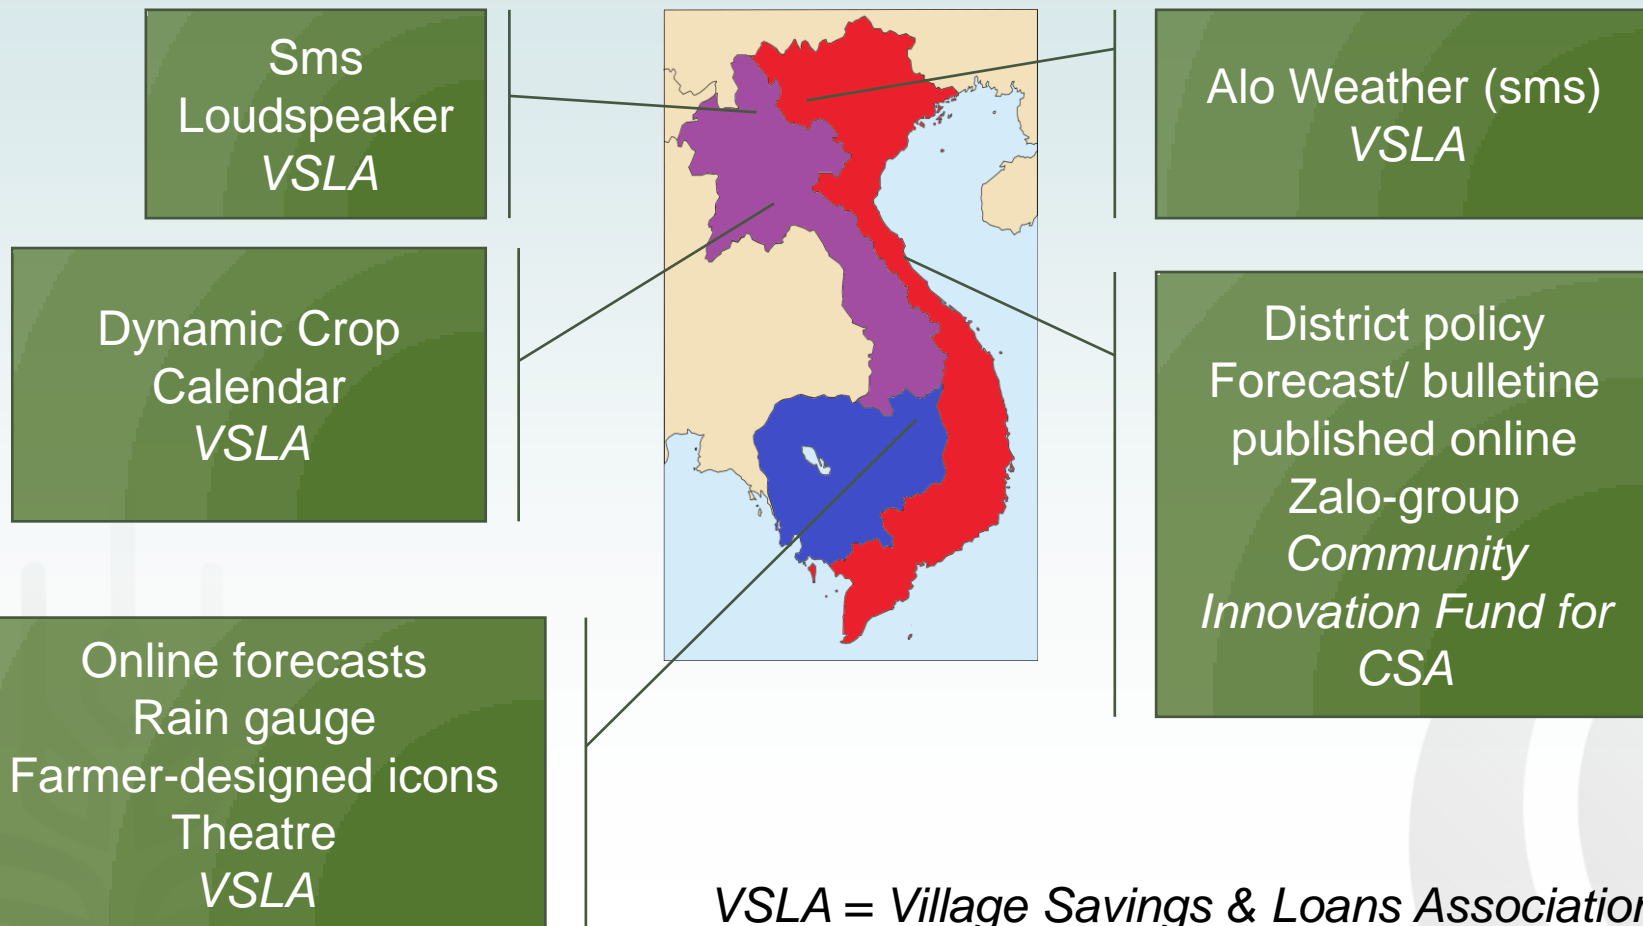 Sms
Loudspeaker
VSLA
Alo Weather (sms)
VSLA
Dynamic Crop
Calendar
VSLA
District policy
Forecast/ bulletine
published online
Zalo-group
Community
Innovation Fund for
CSA
Online forecasts
Rain gauge
Farmer-designed icons
Theatre
VSLA
VSLA = Village Savings & Loans Association